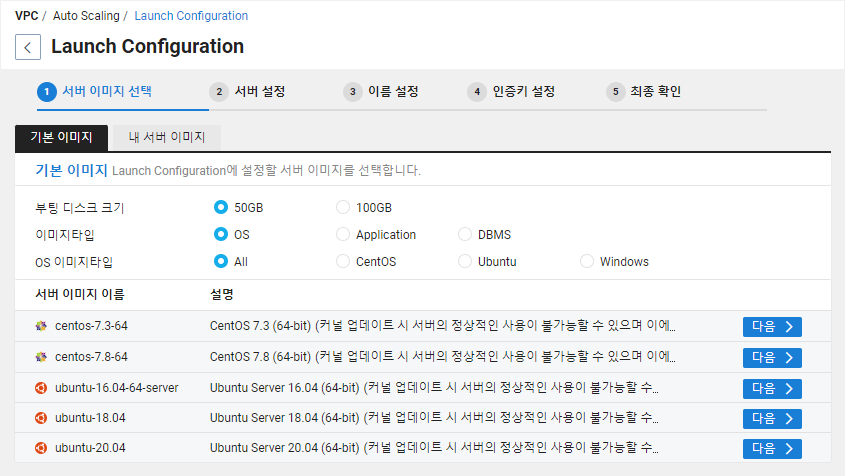 VPC / Auto Scaling / Launch Configuration
Launch Configuration
1 서버 이미지 선택 2 서버 설정 3 이름 설정 4 인증키 설정 5 최종 확인
기본 이미지 내 서버 이미지
기본 이미지 Launch Configuration에 설정할 서버 이미지를 선택합니다.
부팅 디스크 크기 50GB 100GB
이미지타입 OS Application DBMS
OS 이미지타입 All CentOS Ubuntu Windows
서버 이미지 이름 설명
centos-7.3-64 CentOS 7.3 (64-bit) (커널 업데이트 시 서버의 정상적인 사용이 불가능할 수 있으며 이에... 다음
centos-7.8-64 CentOS 7.8 (64-bit) (커널 업데이트 시 서버의 정상적인 사용이 불가능할 수 있으며 이에... 다음
ubuntu-16.04-64-server Ubuntu Server 16.04 (64-bit) (커널 업데이트 시 서버의 정상적인 사용이 불가능할 수... 다음
ubuntu-18.04 Ubuntu Server 18.04 (64-bit) (커널 업데이트 시 서버의 정상적인 사용이 불가능할 수... 다음
ubuntu-20.04 Ubuntu Server 20.04 (64-bit) (커널 업데이트 시 서버의 정상적인 사용이 불가능할 수... 다음